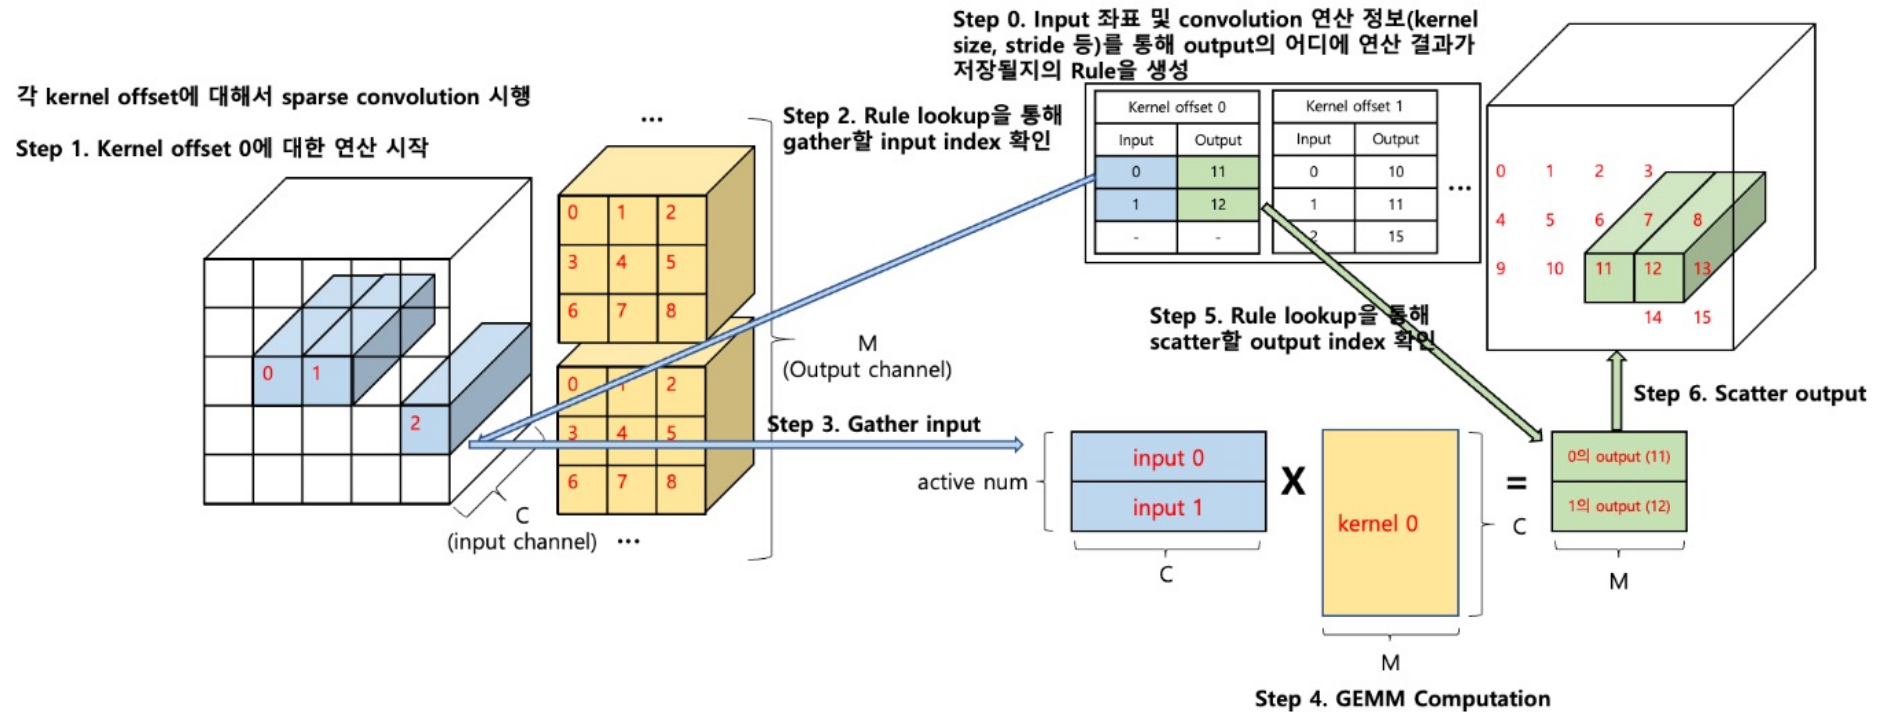 각 kernel offset에 대해서 sparse convolution 시행
Step 1. Kernel offset 0에 대한 연산 시작
0
1
2
C
(input channel)
...
0 1 2
3 4 5
6 7 8
0 1 2
3 4 5
6 7 8
...
M
(Output channel)
Step 2. Rule lookup을 통해
gather할 input index 확인
Step 0. Input 좌표 및 convolution 연산 정보(kernel
size, stride 등)를 통해 output의 어디에 연산 결과가
저장될지의 Rule을 생성
Kernel offset 0
Input Output
0 11
1 12
- -
Kernel offset 1
Input Output
0 10
1 11
2 15
...
0 1 2 3
4 5 6 7 8
9 10 11 12 13
14 15
Step 3. Gather input
active num
input 0
input 1
C
X
kernel 0
C
M
Step 4. GEMM Computation
=
Step 5. Rule lookup을 통해
scatter할 output index 확인
0의 output (11)
1의 output (12)
M
Step 6. Scatter output